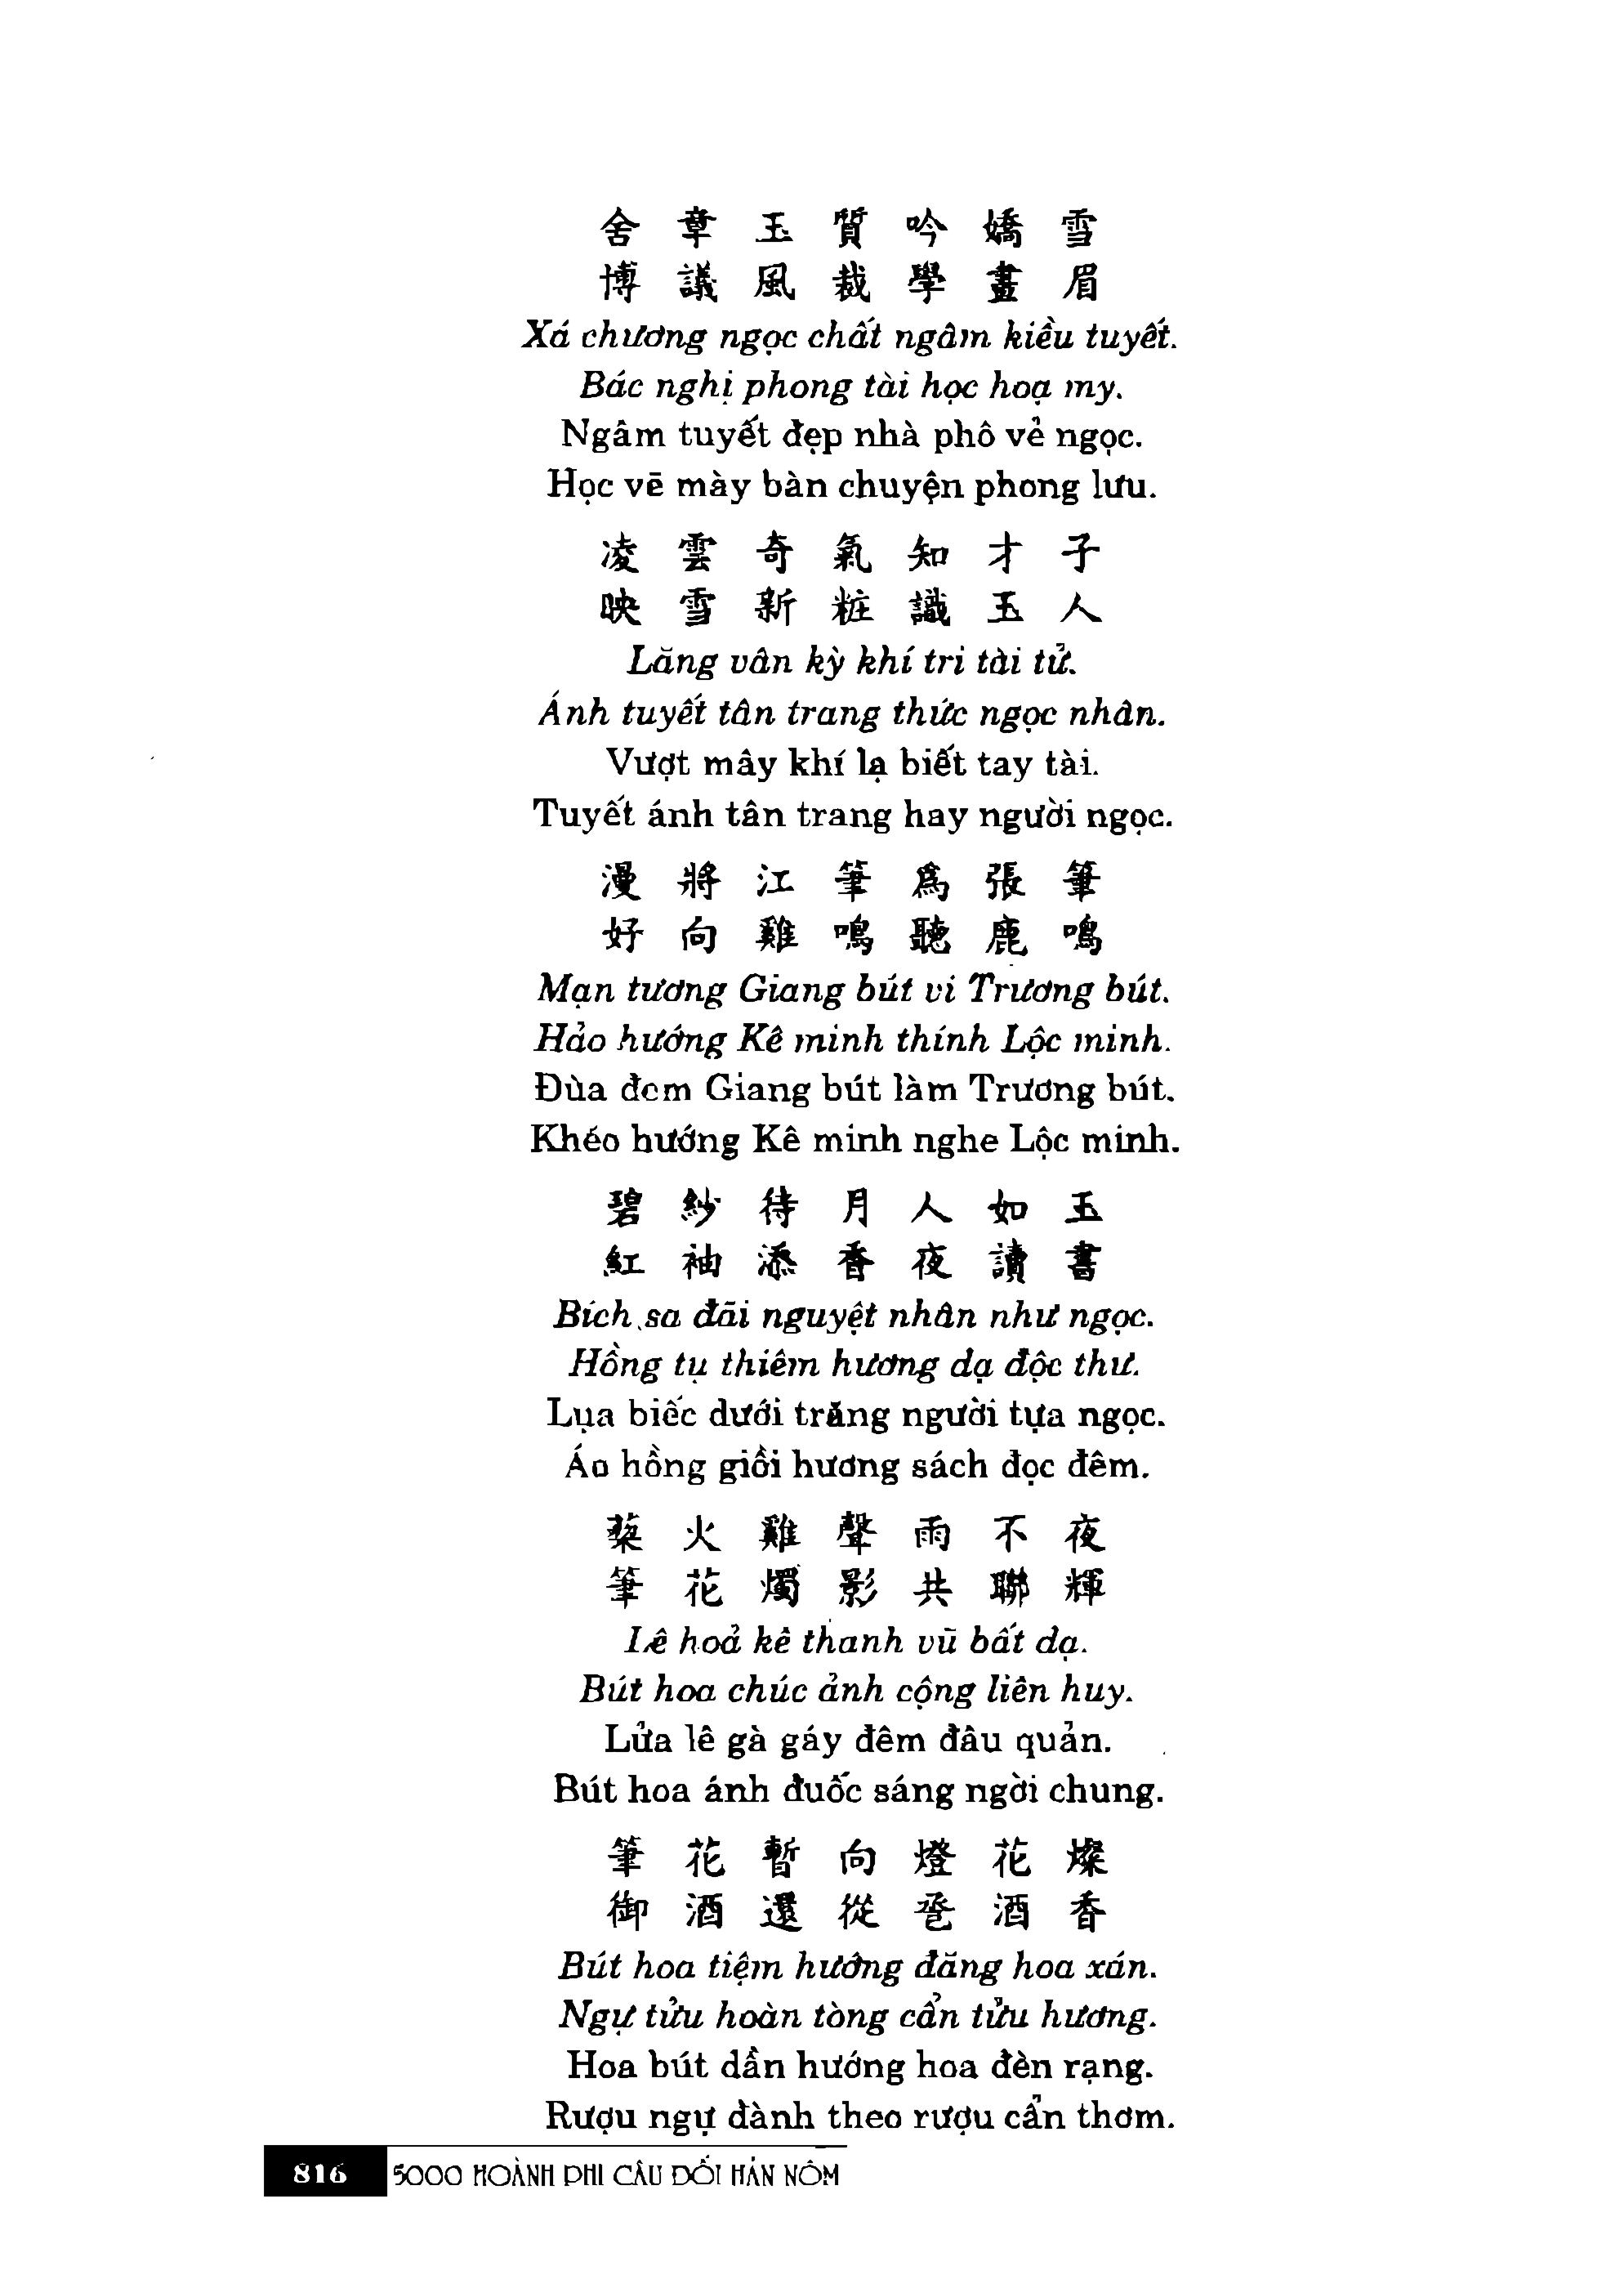 舍章玉質吟嬌雪
博議風裁學畫眉
Xá chương ngọc chất ngâm kiều tuyết.
Bác nghị phong tài học hoạ my.
Ngâm tuyết đẹp nhà phô vẻ ngọc.
Học vẽ mày bàn chuyện phong lưu.
凌雲奇氣知才子
映雪新粧識玉人
Lăng vân kỳ khí tri tài tử.
Ánh tuyết tân trang thức ngọc nhân.
Vượt mây khí lạ biết tay tài.
Tuyết ánh tân trang hay người ngọc.
漫將江筆爲張筆
好向雞鳴聽鹿鳴
Mạn tương Giang bút vi Trương bút.
Hảo hướng Kê minh thính Lộc minh.
Đùa đem Giang bút làm Trương bút.
Khéo hướng Kê minh nghe Lộc minh.
碧紗待月人如玉
紅袖添香夜讀書
Bích sa đãi nguyệt nhân như ngọc.
Hồng tụ thiêm hương dạ độc thư.
Lụa biếc dưới trăng người tựa ngọc.
Áo hồng giồi hương sách đọc đêm.
藜火雞聲雨不夜
筆花燭影共聯輝
Lê hoả kê thanh vũ bất dạ.
Bút hoa chúc ảnh cộng liên huy.
Lửa lê gà gáy đêm đâu quản.
Bút hoa ánh đuốc sáng ngời chung.
筆花暫向燈花燦
御酒還從卺酒香
Bút hoa tiệm hướng đăng hoa xán.
Ngự tửu hoàn tòng cẩn tửu hương.
Hoa bút dần hướng hoa đèn rạng.
Rượu ngự đành theo rượu cẩn thơm.
816 5000 HOÀNH PHI CÂU ĐỐI HÁN NÔM